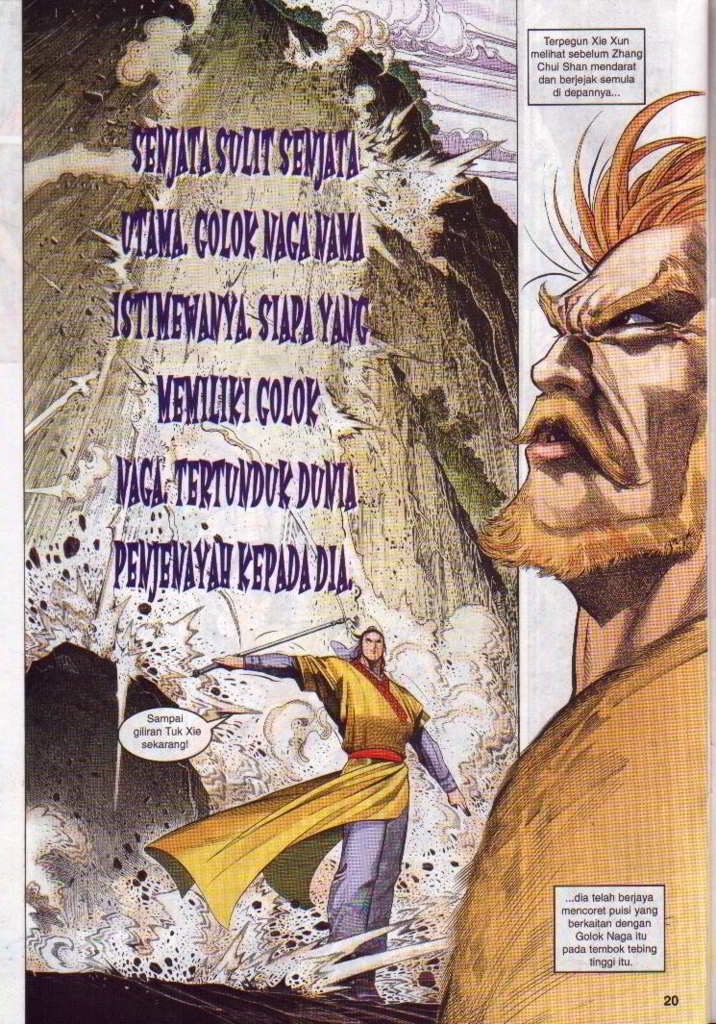 Terpegun Xie Xun
melihat sebelum Zhang
Chui Shan mendarat
dan berjejak semula
di depannya...
SENJATA SULIT SENJATA
UTAMA. GOLOK NAGA NAMA
ISTIMEWANYA. SIAPA YANG
MEMILIKI GOLOK
NAGA. TERTUNDUK DUNIA
PENJENAYAH KEPADA DIA.
Sampai
giliran Tuk Xie
sekarang!
...dia telah berjaya
mencoret puisi yang
berkaitan dengan
Golok Naga itu
pada tembok tebing
tinggi itu.
20